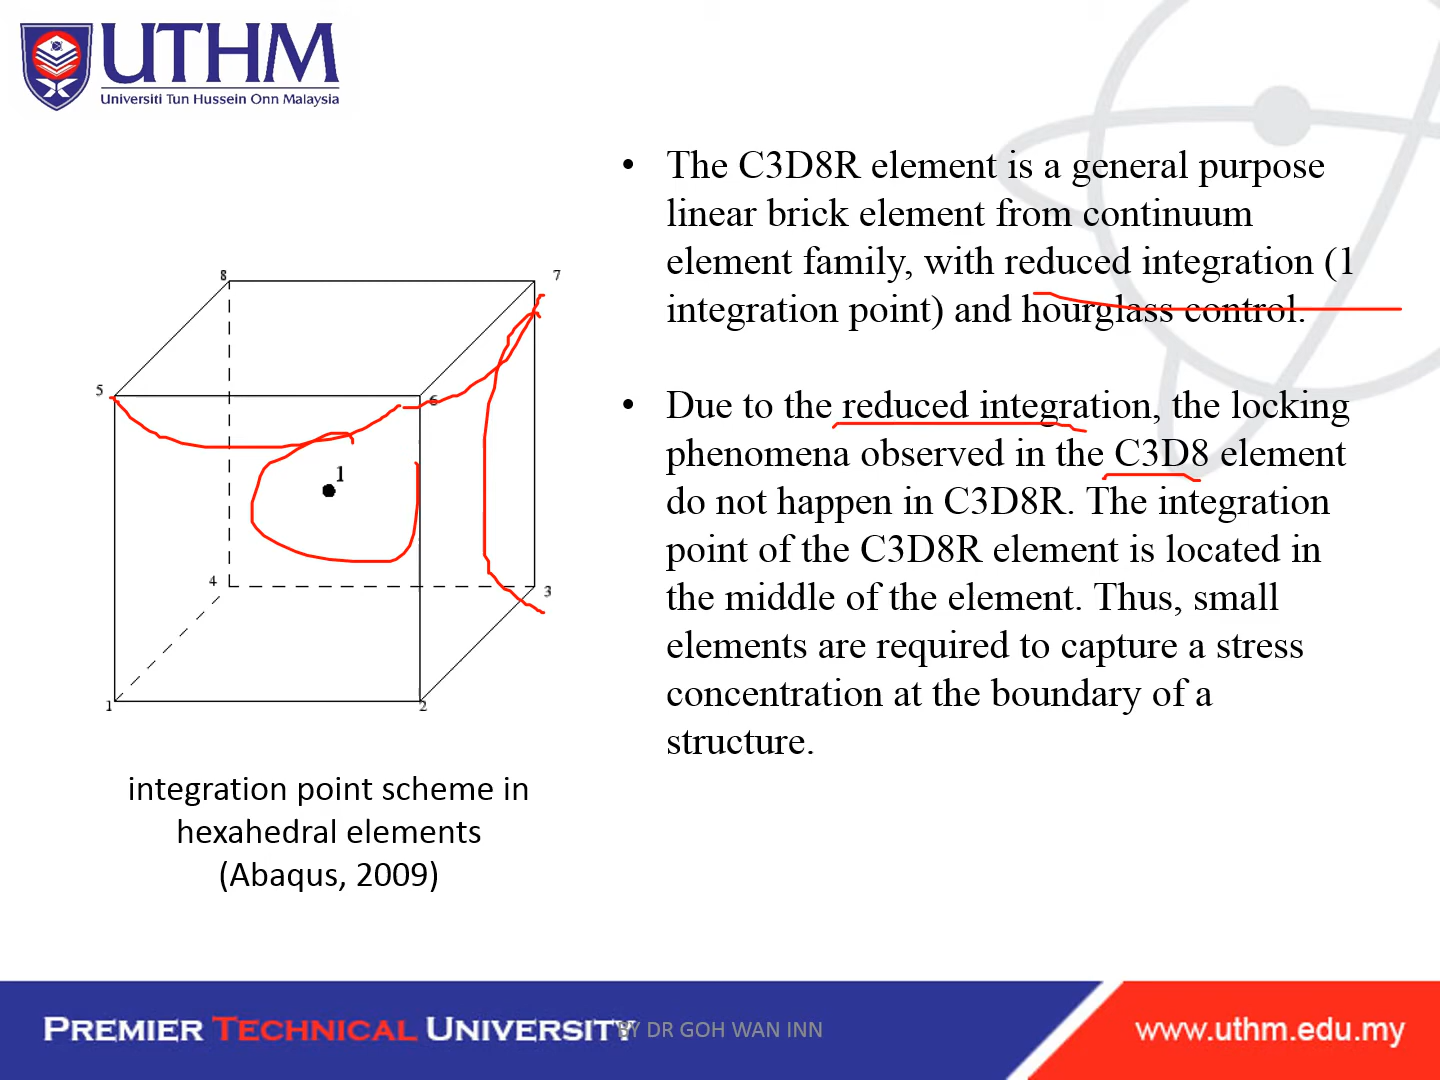 UTHM
Universiti Tun Hussein Onn Malaysia
• The C3D8R element is a general purpose
linear brick element from continuum
element family, with reduced integration (1
integration point) and hourglass control.
• Due to the reduced integration, the locking
phenomena observed in the C3D8 element
do not happen in C3D8R. The integration
point of the C3D8R element is located in
the middle of the element. Thus, small
elements are required to capture a stress
concentration at the boundary of a
structure.
8
7
5
6
1
4
3
1
2
integration point scheme in
hexahedral elements
(Abaqus, 2009)
PREMIER TECHNICAL UNIVERSITY
BY DR GOH WAN INN
www.uthm.edu.my